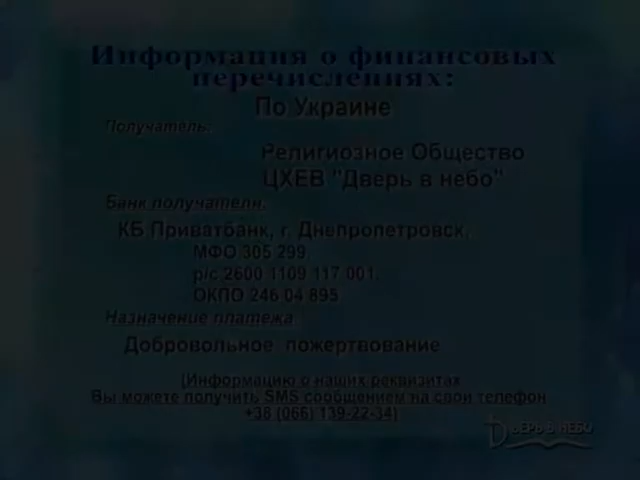 Информация о финансовых
перечислениях:
По Украине
Получатель:
Религиозное Общество
ЦХЕВ "Дверь в небо"
Банк получателя:
КБ Приватбанк, г. Днепропетровск,
МФО 305 299
р/с 2600 1109 117 001
ОКПО 246 04 895
Назначение платежа
Добровольное пожертвование
(Информацию о наших реквизитах
Вы можете получить SMS сообщением на свой телефон
+38 (066) 139-22-34)
ДВЕРЬ В НЕБО